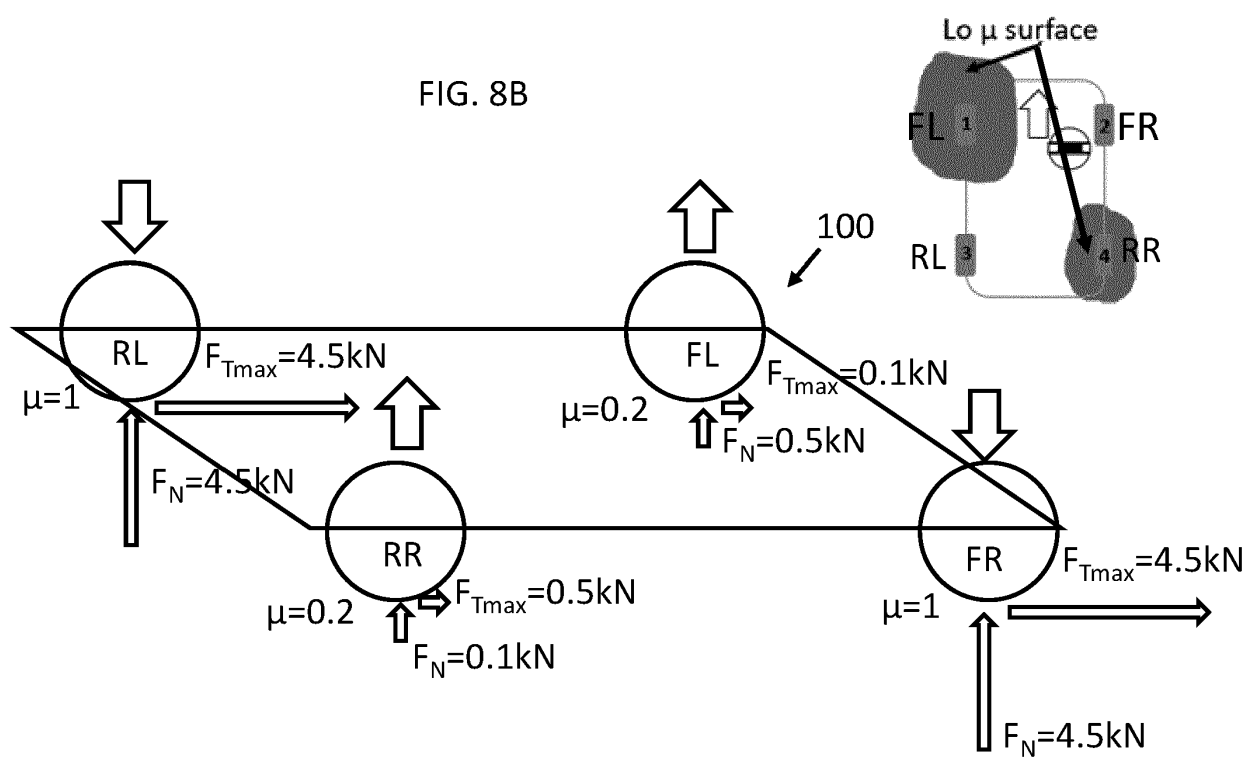 FIG. 8B
Lo µ surface
FL 1
2 FR
RL 3
4 RR
100
RL
F_Tmax=4.5kN
µ=1
F_N=4.5kN
FL
F_Tmax=0.1kN
µ=0.2
F_N=0.5kN
RR
F_Tmax=0.5kN
µ=0.2
F_N=0.1kN
FR
F_Tmax=4.5kN
µ=1
F_N=4.5kN